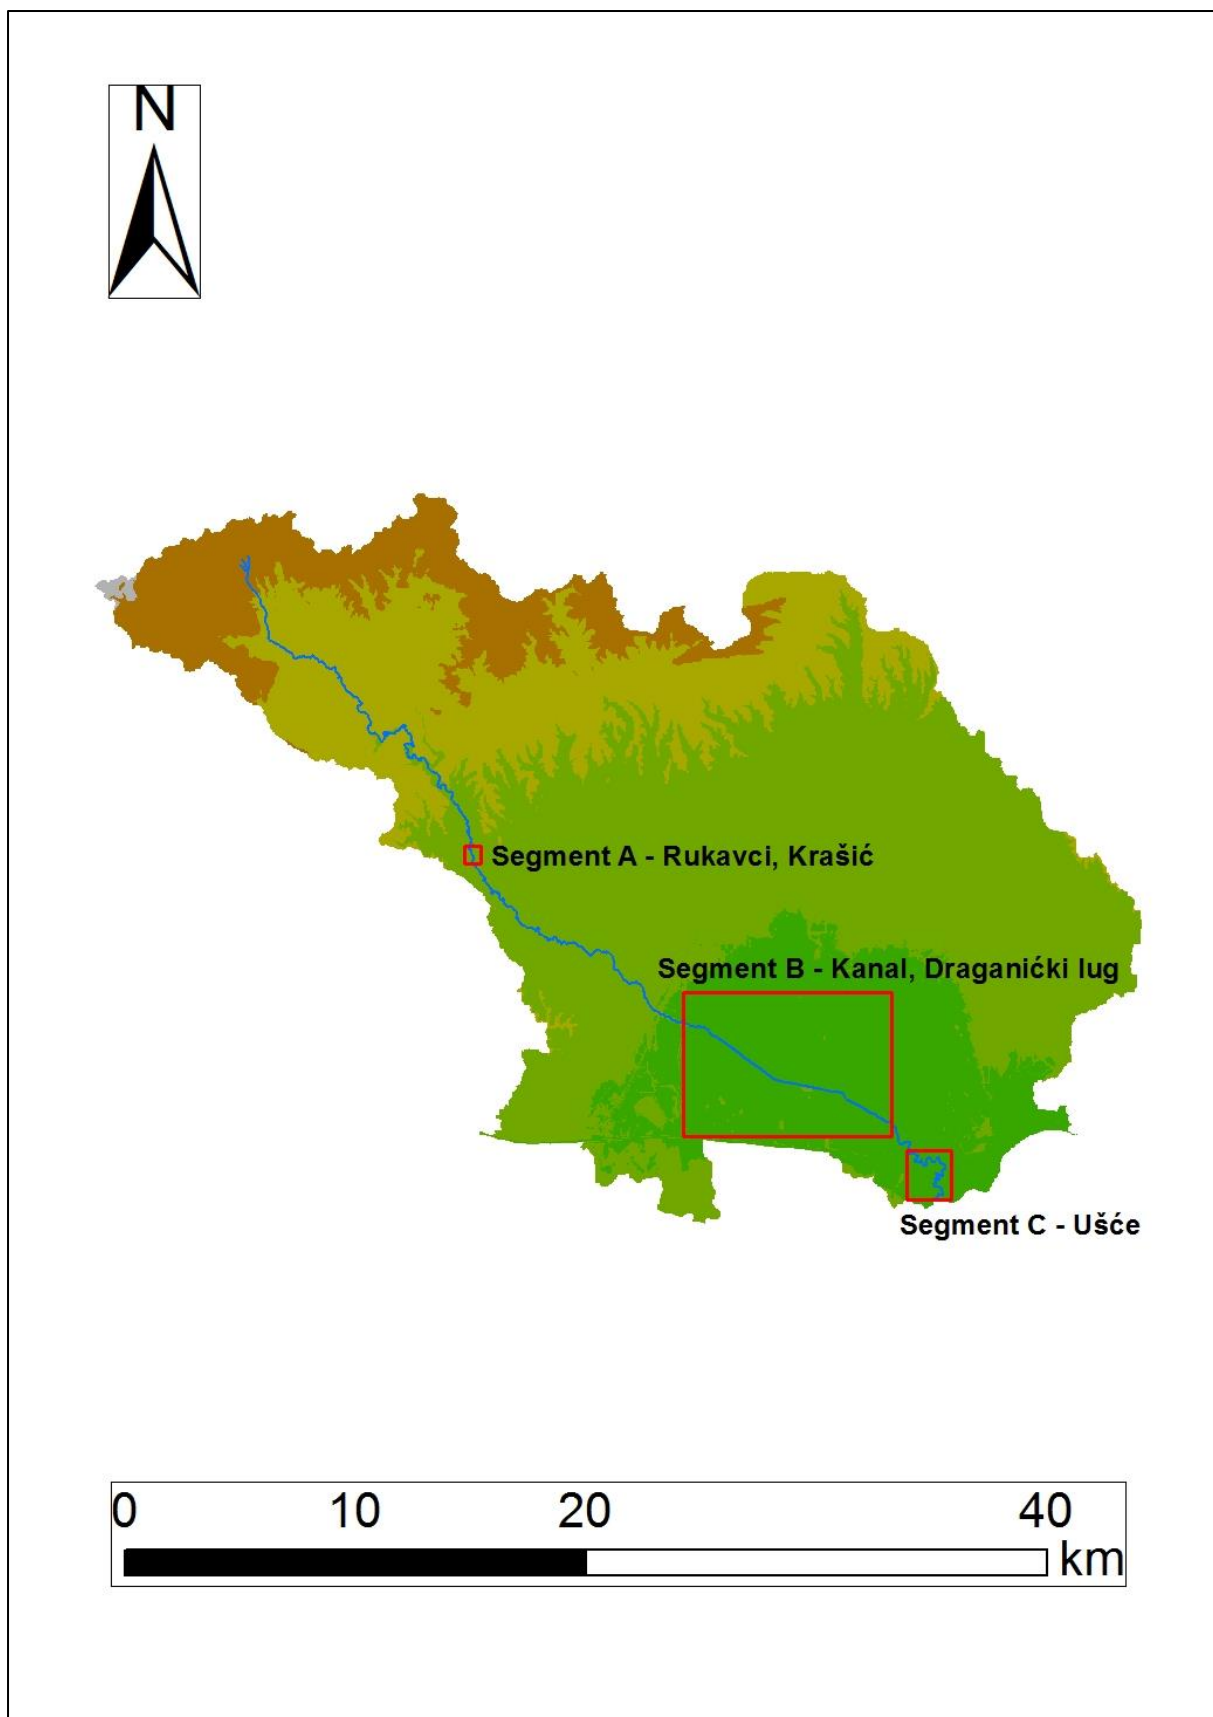 N
Segment A - Rukavci, Krašić
Segment B - Kanal, Draganićki lug
Segment C - Ušće
0 10 20 40
km